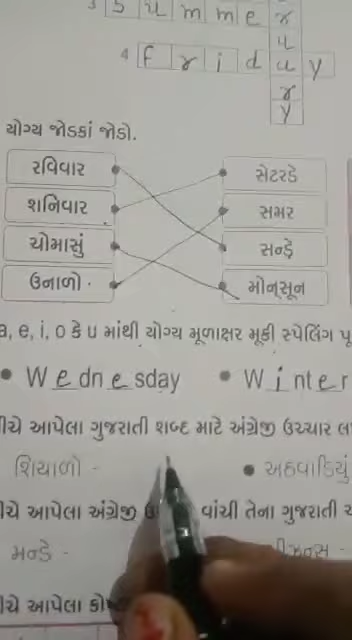 3 s u m m e r
u
4 f r i d a y
r
y
યોગ્ય જોડકાં જોડો.
રવિવાર સેટરડે
શનિવાર સમર
ચોમાસું સન્ડે
ઉનાળો મોન્સૂન
a, e, i, o કે u માંથી યોગ્ય મૂળાક્ષર મૂકી સ્પેલિંગ
• W e dn e sday • W i nt e r
આપેલા ગુજરાતી શબ્દ માટે અંગ્રેજી ઉચ્ચાર
શિયાળો - • અઠવાડિયું
આપેલા અંગ્રેજી વાંચી તેના ગુજરાતી
મન્ડે -
આપેલા